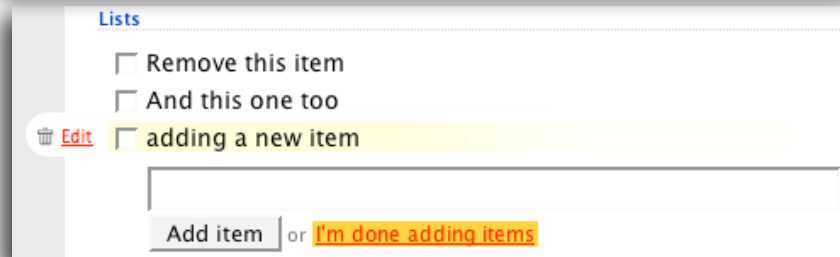 Lists
Remove this item
And this one too
Edit adding a new item
Add item or I'm done adding items